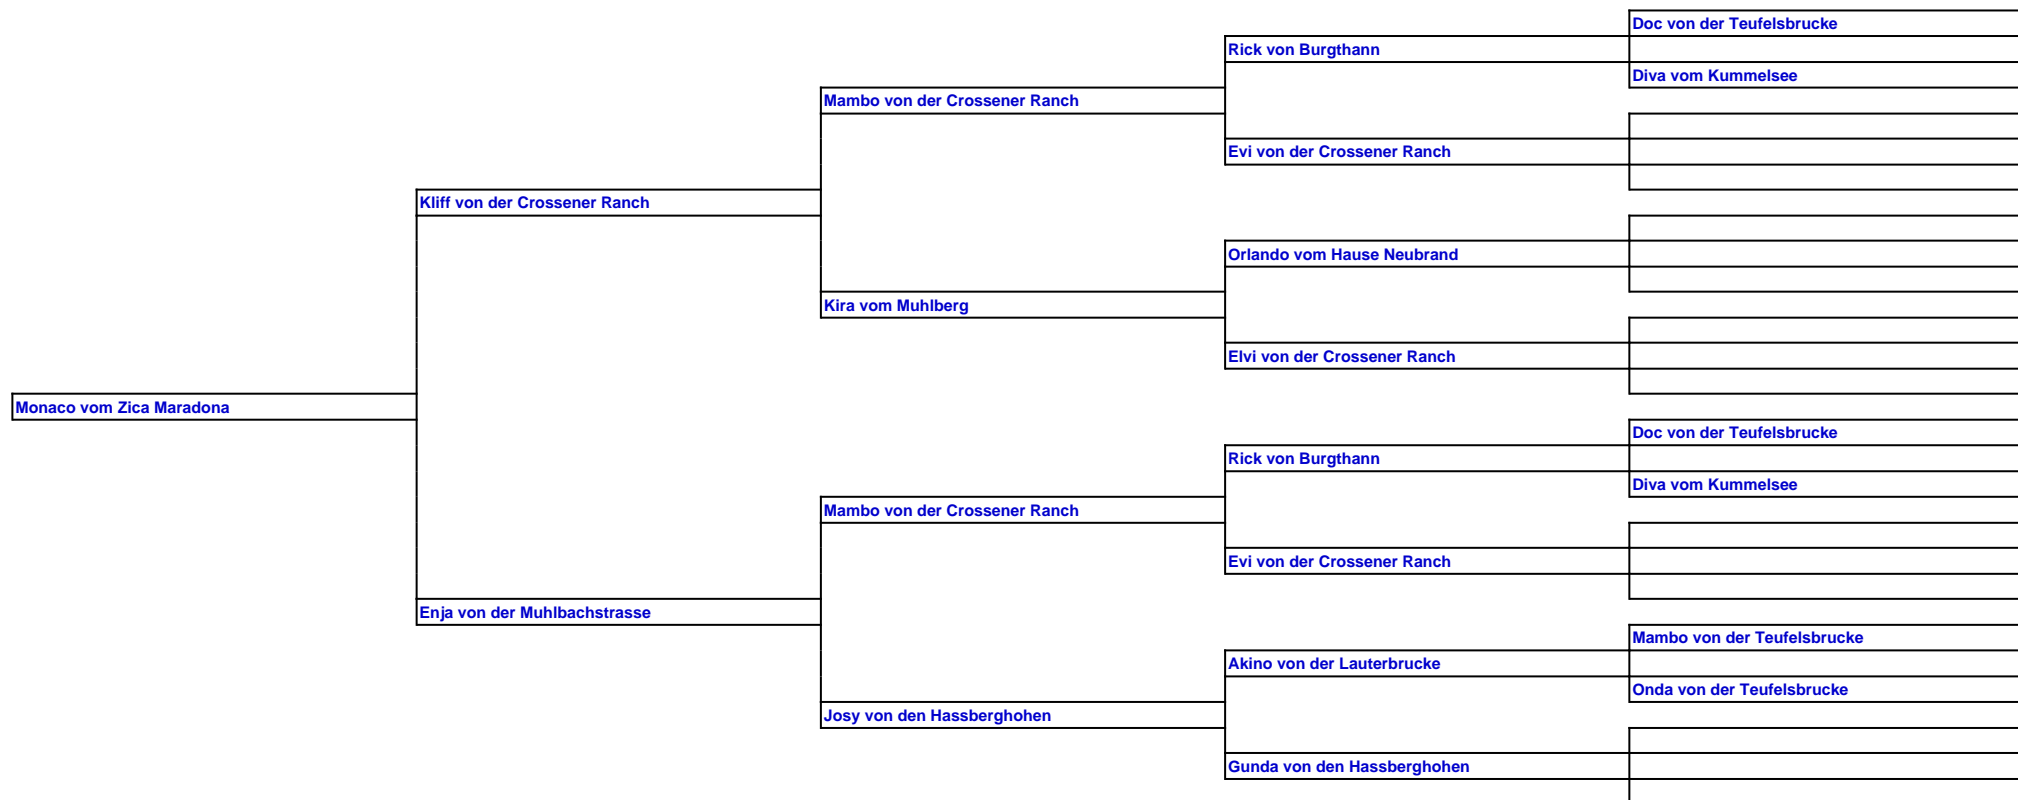 Doc von der Teufelsbrucke
Rick von Burgthann
Diva vom Kummelsee
Mambo von der Crossener Ranch
Evi von der Crossener Ranch
Kliff von der Crossener Ranch
Orlando vom Hause Neubrand
Kira vom Muhlberg
Elvi von der Crossener Ranch
Monaco vom Zica Maradona
Doc von der Teufelsbrucke
Rick von Burgthann
Diva vom Kummelsee
Mambo von der Crossener Ranch
Evi von der Crossener Ranch
Enja von der Muhlbachstrasse
Mambo von der Teufelsbrucke
Akino von der Lauterbrucke
Onda von der Teufelsbrucke
Josy von den Hassberghohen
Gunda von den Hassberghohen